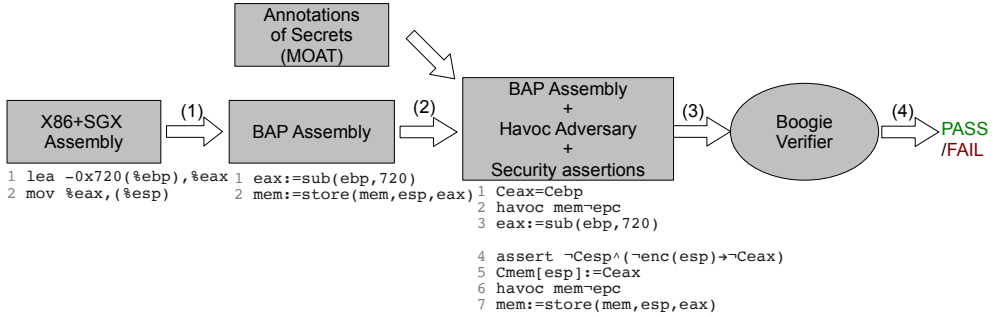 Annotations
of Secrets
(MOAT)
X86+SGX
Assembly
(1)
BAP Assembly
(2)
BAP Assembly
+
Havoc Adversary
+
Security assertions
(3)
Boogie
Verifier
(4)
PASS
/FAIL
1 lea -0x720(%ebp),%eax
2 mov %eax,(%esp)
1 eax:=sub(ebp,720)
2 mem:=store(mem,esp,eax)
1 Ceax=Cebp
2 havoc mem¬epc
3 eax:=sub(ebp,720)
4 assert ¬Cesp∧(¬enc(esp)→¬Ceax)
5 Cmem[esp]:=Ceax
6 havoc mem¬epc
7 mem:=store(mem,esp,eax)